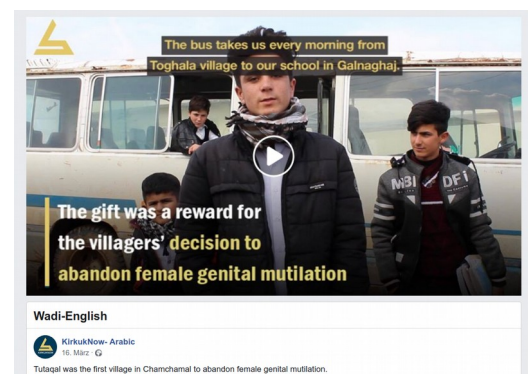 The bus takes us every morning from
Toghala village to our school in Galnaghaj.
The gift was a reward for
the villagers' decision to
abandon female genital mutilation
Wadi-English
KirkukNow- Arabic
16. März ·
Tutaqal was the first village in Chamchamal to abandon female genital mutilation.